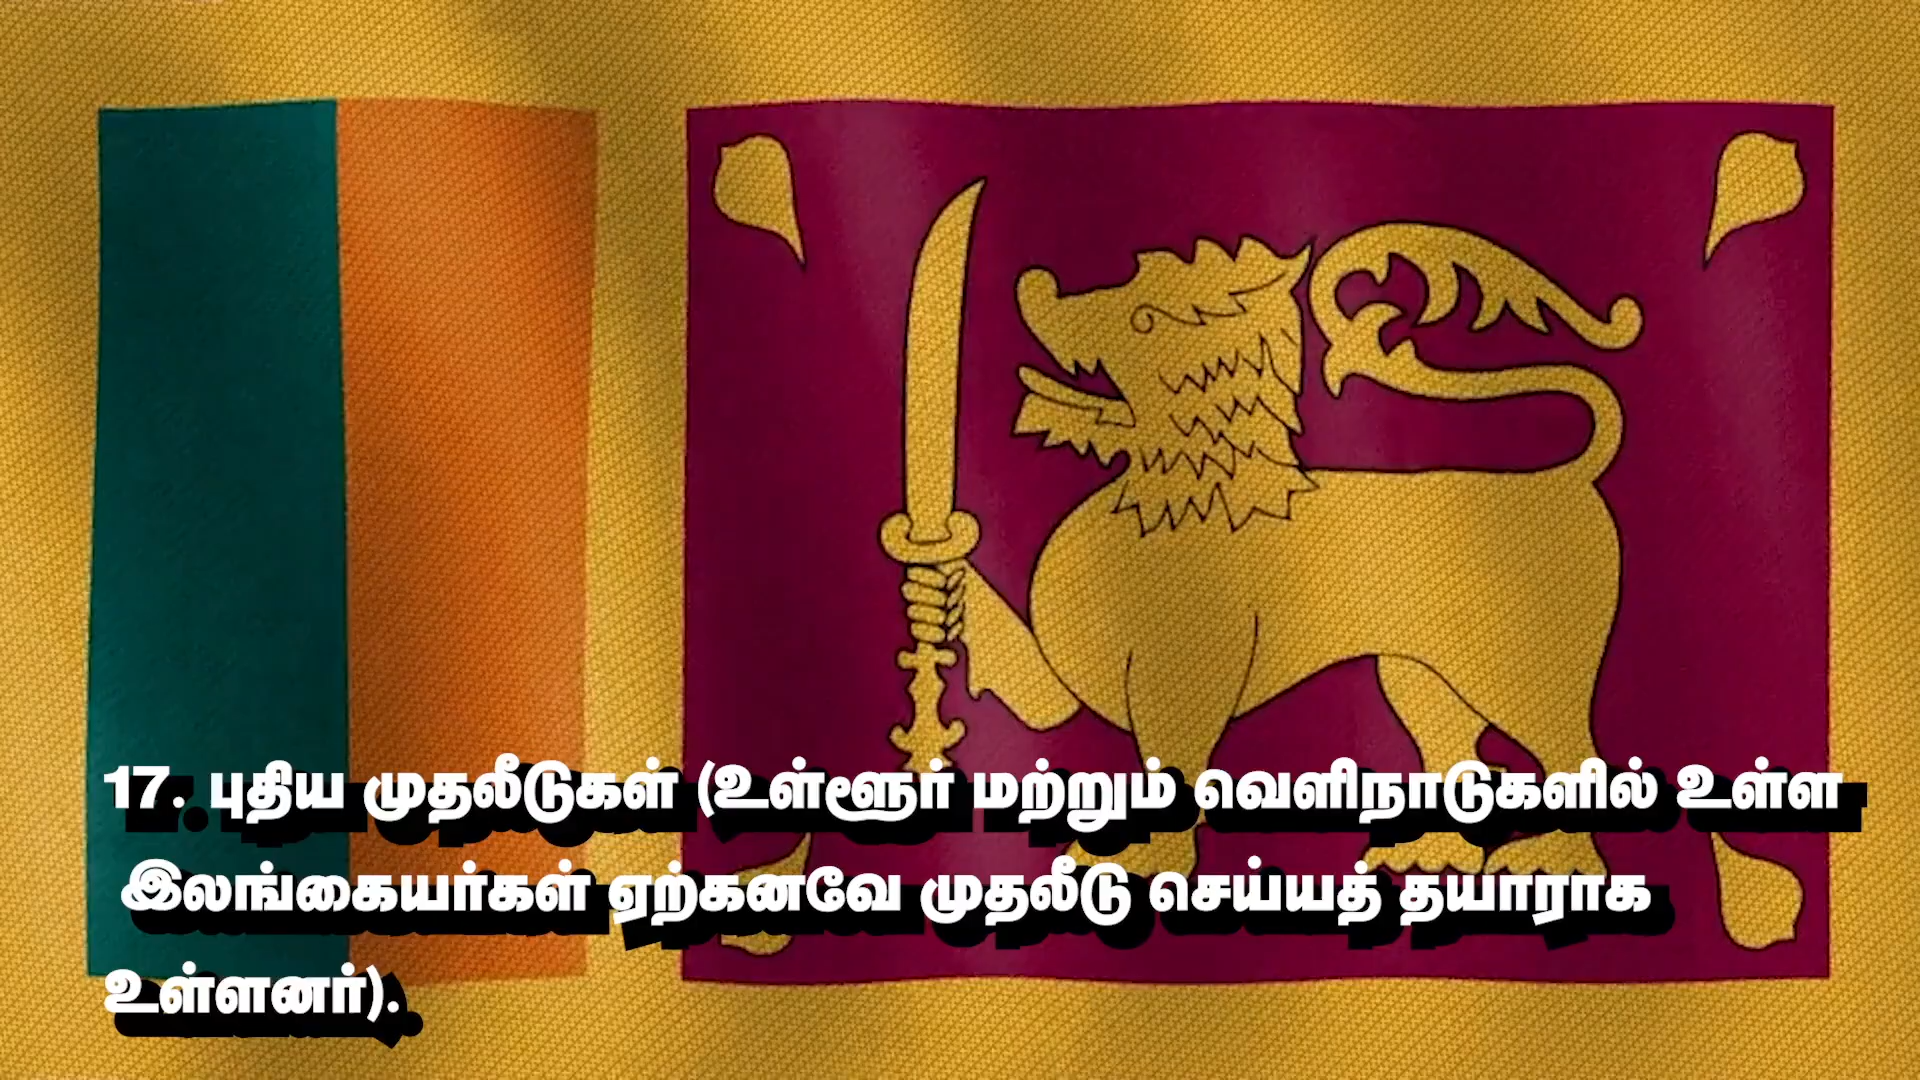 17. புதிய முதலீடுகள் (உள்ளூர் மற்றும் வெளிநாடுகளில் உள்ள
இலங்கையர்கள் ஏற்கனவே முதலீடு செய்யத் தயாராக
உள்ளனர்).